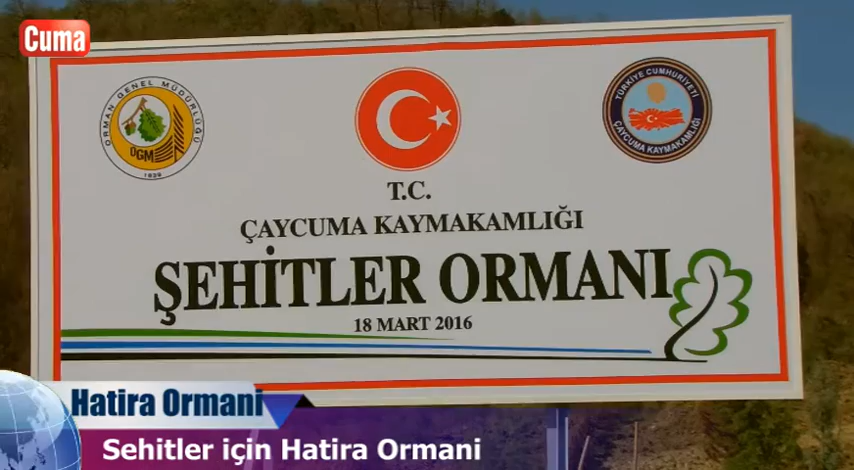 Cuma
ORMAN GENEL MÜDÜRLÜĞÜ
OGM
1839
TÜRKİYE CUMHURİYETİ
ÇAYCUMA KAYMAKAMLIĞI
T.C.
ÇAYCUMA KAYMAKAMLIĞI
ŞEHİTLER ORMANI
18 MART 2016
Hatira Ormani
Sehitler için Hatira Ormani